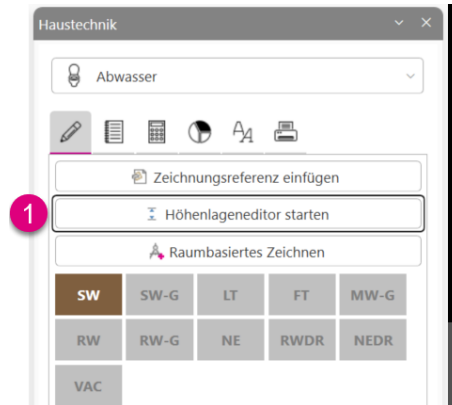 Haustechnik
Abwasser
Zeichnungsreferenz einfügen
1 Höhenlageneditor starten
Raumbasiertes Zeichnen
SW SW-G LT FT MW-G
RW RW-G NE RWDR NEDR
VAC